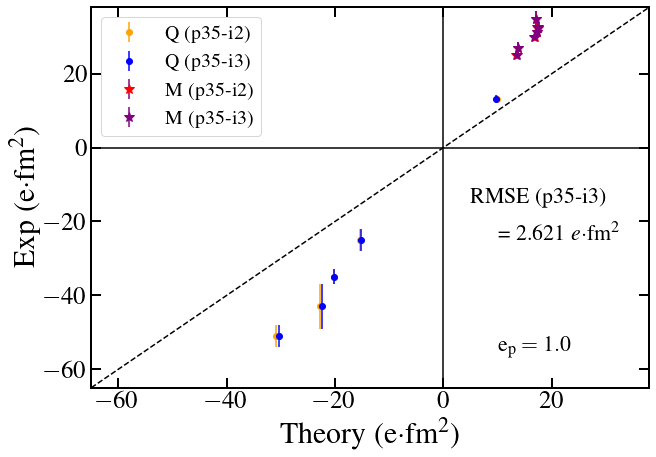 Q (p35-i2)
Q (p35-i3)
M (p35-i2)
M (p35-i3)
20
0
−20
−40
−60
Exp (e·fm²)
RMSE (p35-i3)
= 2.621 e·fm²
eₚ = 1.0
−60 −40 −20 0 20
Theory (e·fm²)